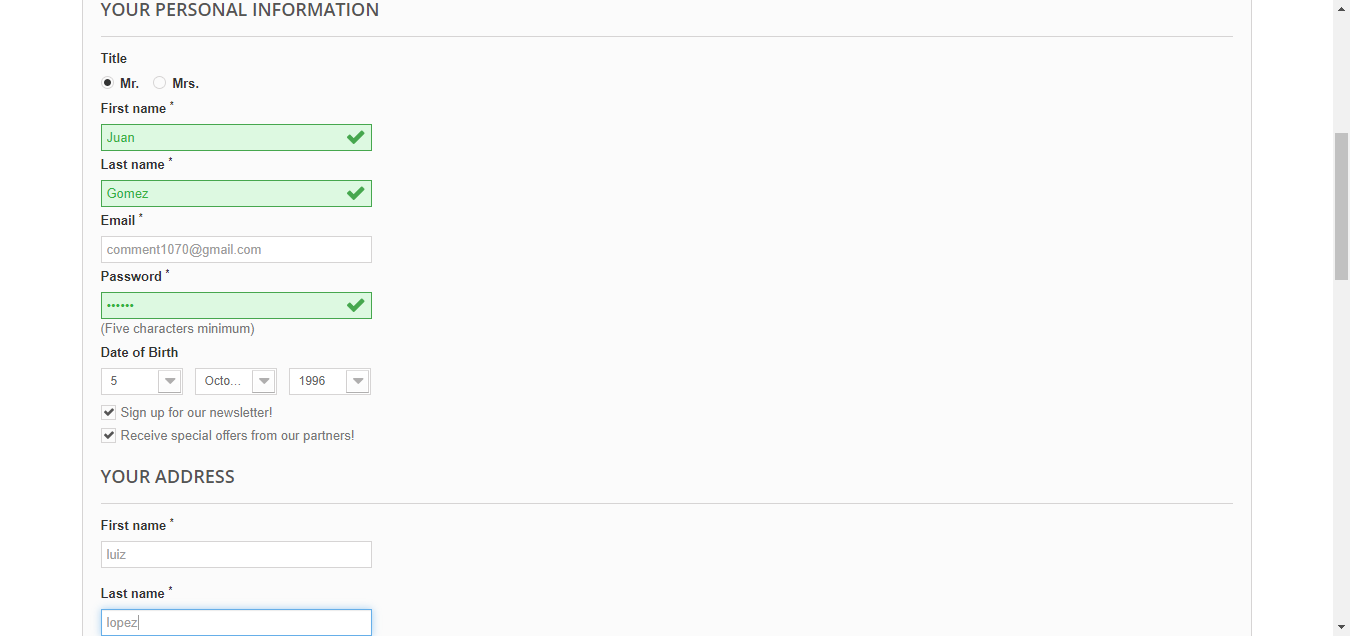 YOUR PERSONAL INFORMATION
Title
Mr. Mrs.
First name *
Juan
Last name *
Gomez
Email *
comment1070@gmail.com
Password *
••••••
(Five characters minimum)
Date of Birth
5 Octo... 1996
Sign up for our newsletter!
Receive special offers from our partners!
YOUR ADDRESS
First name *
luiz
Last name *
lopez